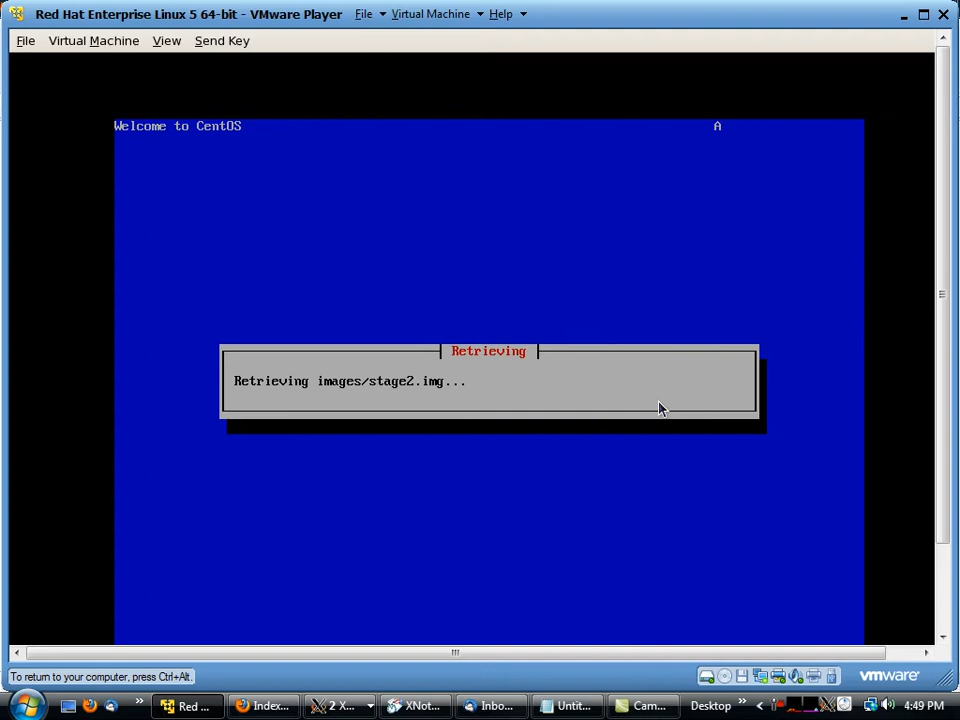 Red Hat Enterprise Linux 5 64-bit - VMware Player File Virtual Machine Help
File Virtual Machine View Send Key
Welcome to CentOS A
Retrieving
Retrieving images/stage2.img...
To return to your computer, press Ctrl+Alt.
vmware
Red ... Index... 2 X... XNot... Inbo... Untit... Cam... Desktop » < 4:49 PM